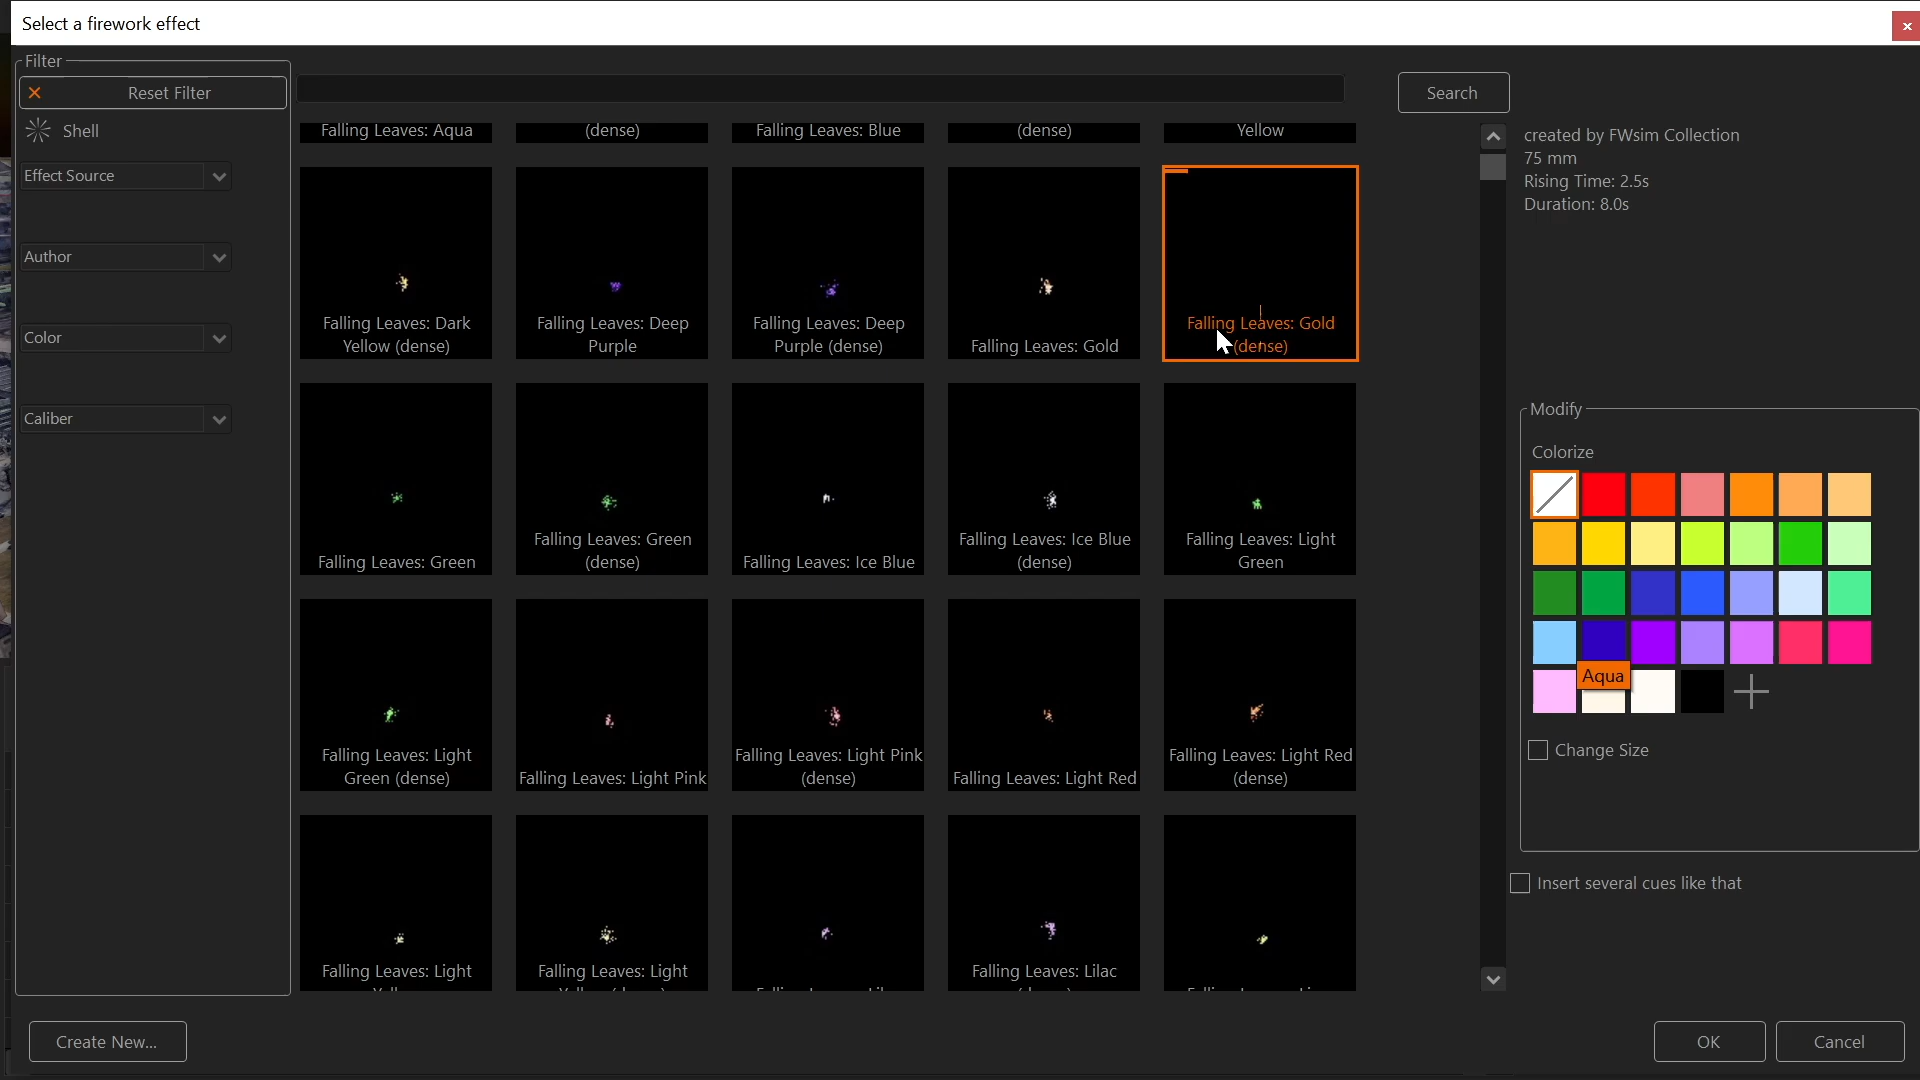 Select a firework effect
Filter
Reset Filter
Search
Shell
Effect Source
Author
Color
Caliber
Falling Leaves: Aqua
(dense)
Falling Leaves: Blue
(dense)
Yellow
Falling Leaves: Dark
Yellow (dense)
Falling Leaves: Deep
Purple
Falling Leaves: Deep
Purple (dense)
Falling Leaves: Gold
Falling Leaves: Gold
(dense)
Falling Leaves: Green
Falling Leaves: Green
(dense)
Falling Leaves: Ice Blue
Falling Leaves: Ice Blue
(dense)
Falling Leaves: Light
Green
Falling Leaves: Light
Green (dense)
Falling Leaves: Light Pink
Falling Leaves: Light Pink
(dense)
Falling Leaves: Light Red
Falling Leaves: Light Red
(dense)
Falling Leaves: Light
Falling Leaves: Light
Falling Leaves: Lilac
created by FWsim Collection
75 mm
Rising Time: 2.5s
Duration: 8.0s
Modify
Colorize
Aqua
Change Size
Insert several cues like that
Create New...
OK
Cancel